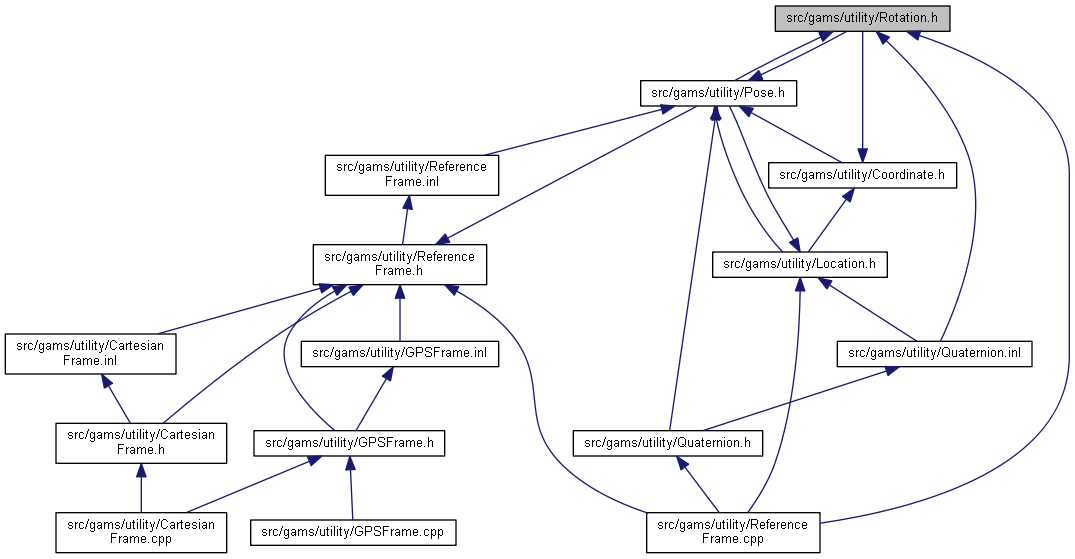 src/gams/utility/Rotation.h
src/gams/utility/Pose.h
src/gams/utility/Reference
Frame.inl
src/gams/utility/Coordinate.h
src/gams/utility/Reference
Frame.h
src/gams/utility/Location.h
src/gams/utility/Cartesian
Frame.inl
src/gams/utility/GPSFrame.inl
src/gams/utility/Quaternion.inl
src/gams/utility/Cartesian
Frame.h
src/gams/utility/GPSFrame.h
src/gams/utility/Quaternion.h
src/gams/utility/Cartesian
Frame.cpp
src/gams/utility/GPSFrame.cpp
src/gams/utility/Reference
Frame.cpp